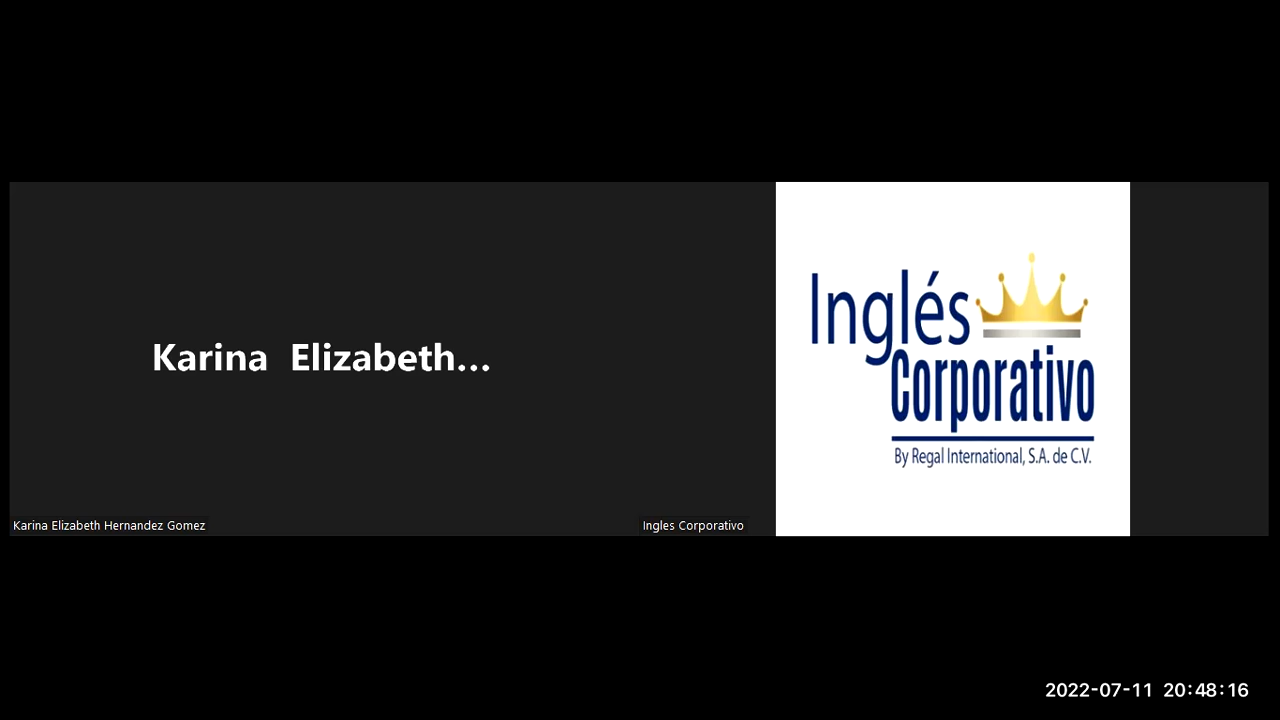 Karina Elizabeth...
Karina Elizabeth Hernandez Gomez
Inglés
Corporativo
By Regal International, S.A. de C.V.
Ingles Corporativo
2022-07-11 20:48:16